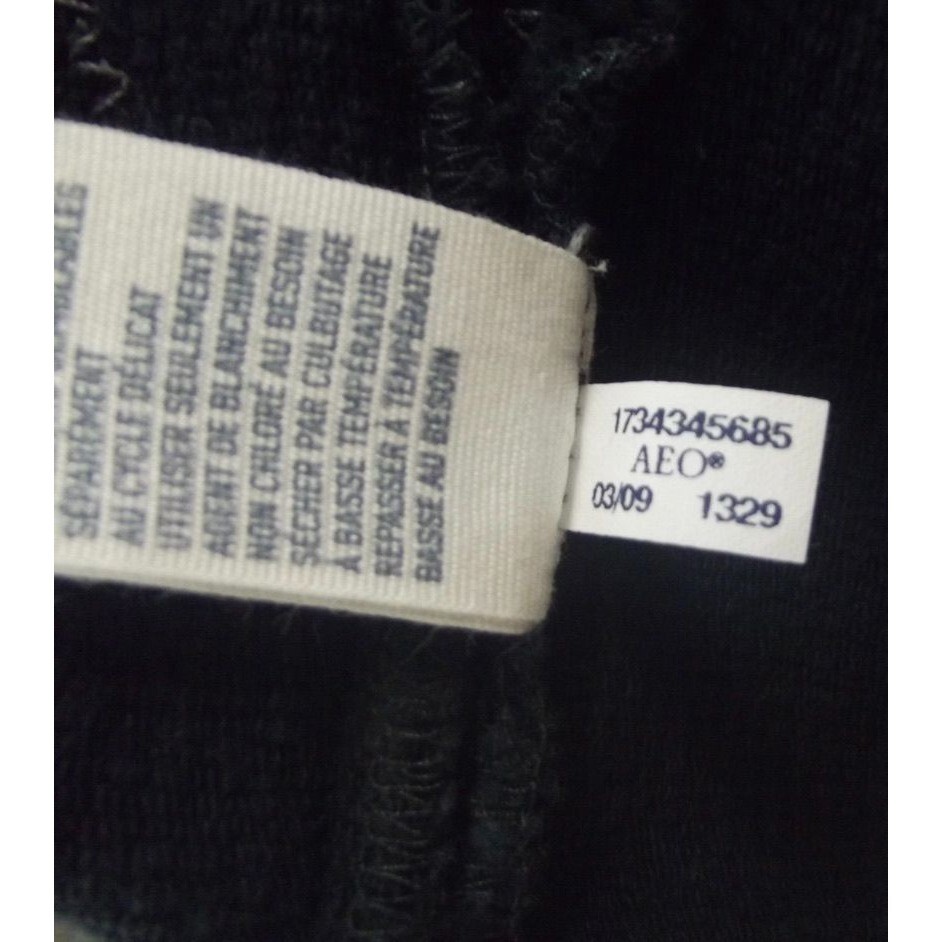 SÉPARÉMENT
AU CYCLE DÉLICAT
UTILISER SEULEMENT UN
AGENT DE BLANCHIMENT
NON CHLORÉ AU BESOIN
SÉCHER PAR CULBUTAGE
À BASSE TEMPÉRATURE
REPASSER À TEMPÉRATURE
BASSE AU BESOIN
1734345685
AEO®
03/09 1329